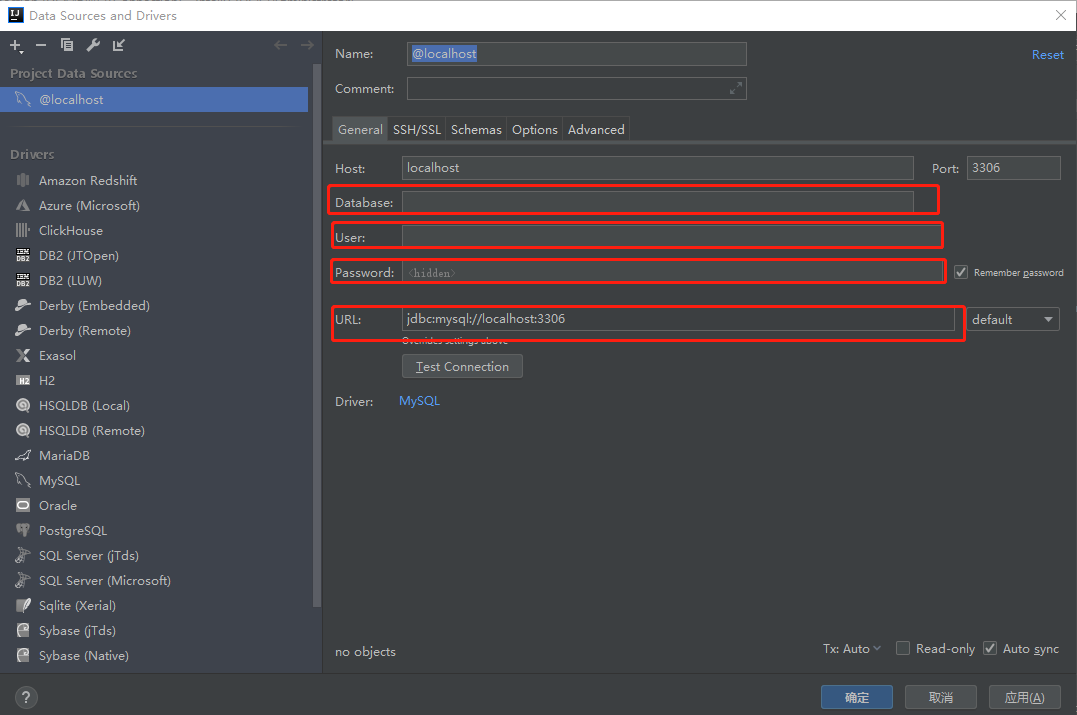 Data Sources and Drivers
Project Data Sources
@localhost
Drivers
Amazon Redshift
Azure (Microsoft)
ClickHouse
DB2 (JTOpen)
DB2 (LUW)
Derby (Embedded)
Derby (Remote)
Exasol
H2
HSQLDB (Local)
HSQLDB (Remote)
MariaDB
MySQL
Oracle
PostgreSQL
SQL Server (jTds)
SQL Server (Microsoft)
Sqlite (Xerial)
Sybase (jTds)
Sybase (Native)
Name: @localhost
Reset
Comment:
General SSH/SSL Schemas Options Advanced
Host: localhost Port: 3306
Database:
User:
Password: <hidden> Remember password
URL: jdbc:mysql://localhost:3306 default
Overrides settings above
Test Connection
Driver: MySQL
no objects Tx: Auto Read-only Auto sync
? 确定 取消 应用(A)